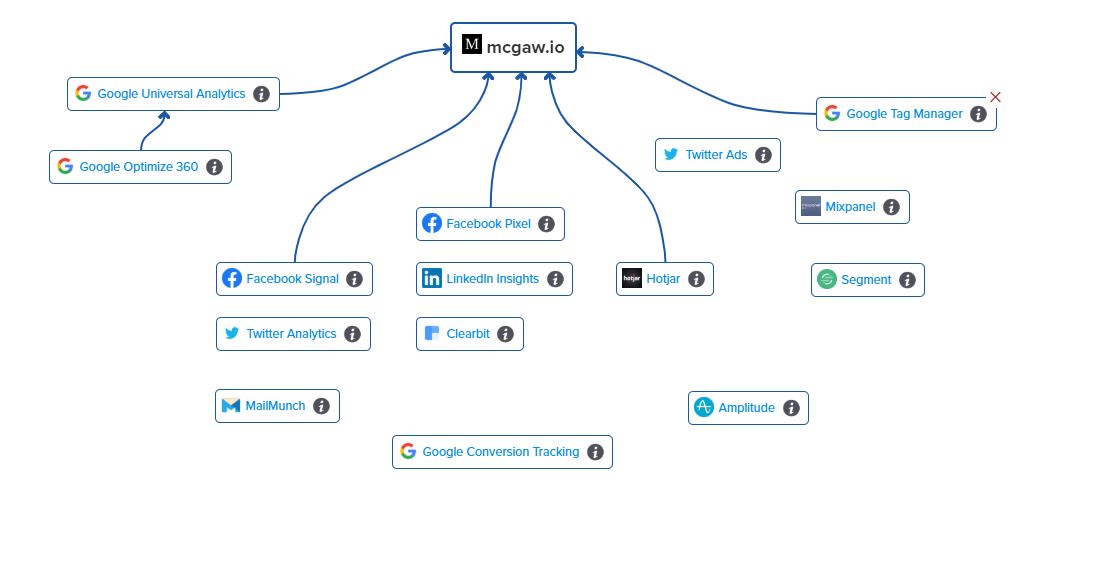 M mcgaw.io
Google Universal Analytics
Google Tag Manager
Google Optimize 360
Twitter Ads
Mixpanel
Facebook Pixel
Facebook Signal
LinkedIn Insights
hotjar Hotjar
Segment
Twitter Analytics
Clearbit
MailMunch
Amplitude
Google Conversion Tracking